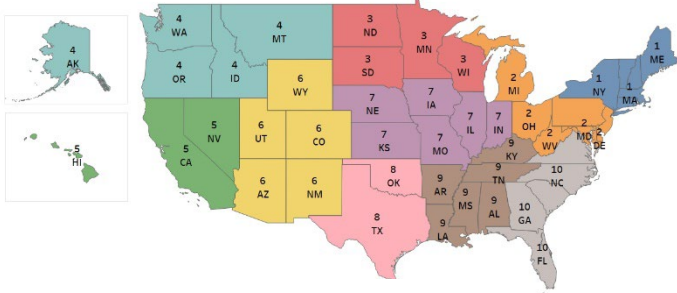 4
AK
5
HI
4
WA
4
MT
4
OR
4
ID
3
ND
3
MN
3
SD
3
WI
6
WY
2
MI
1
NY
1
ME
1
MA
5
NV
5
CA
6
UT
6
CO
6
AZ
6
NM
7
NE
7
IA
7
KS
7
MO
7
IL
7
IN
2
OH
2
WV
2
MD
2
DE
8
OK
8
TX
9
KY
9
TN
9
AR
9
MS
9
AL
9
LA
10
NC
10
GA
10
FL